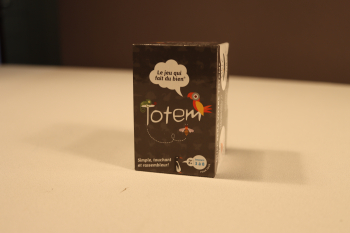 Le jeu qui
fait du bien
Totem
Simple, touchant
et rassembleur!